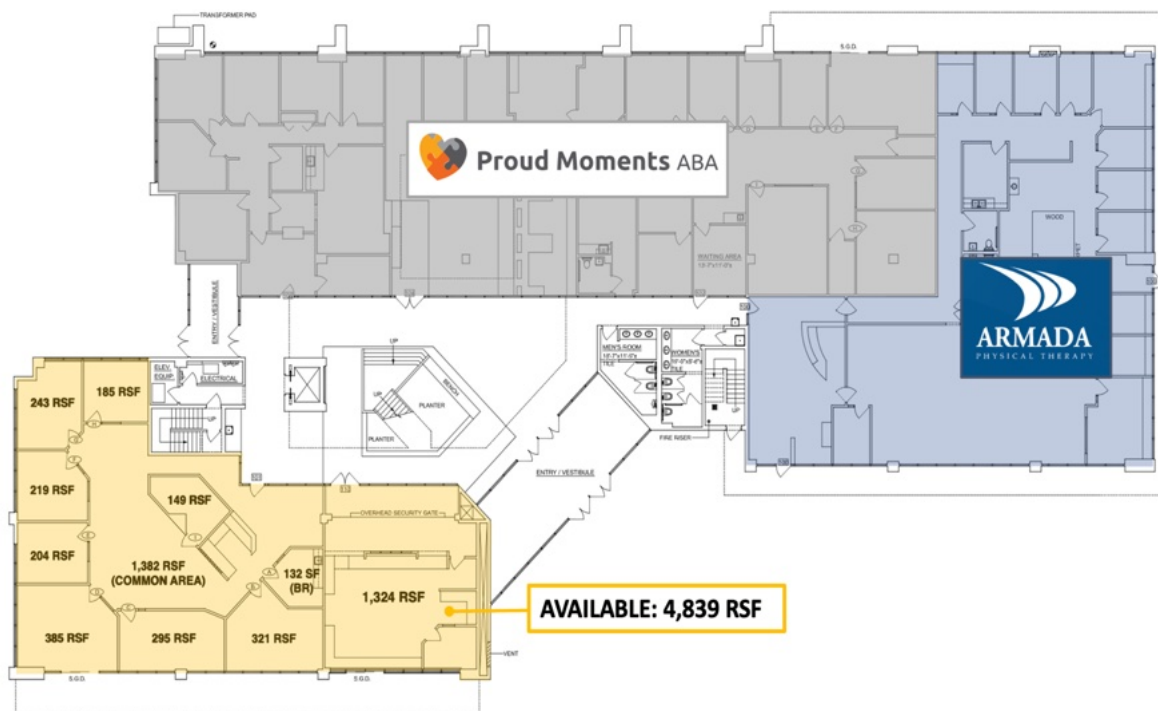 TRANSFORMER PAD
S.G.D.
Proud Moments ABA
WAITING AREA
WOOD
ENTRY / VESTIBULE
ARMADA
PHYSICAL THERAPY
UP
MEN'S ROOM
TILE
WOMEN'S
TILE
ELEV.
EQUIP.
ELECTRICAL
BENCH
UP
PLANTER
PLANTER
UP
UP
FIRE RISER
243 RSF
185 RSF
ENTRY / VESTIBULE
219 RSF
149 RSF
OVERHEAD SECURITY GATE
204 RSF
1,382 RSF
(COMMON AREA)
132 SF
(BR)
1,324 RSF
AVAILABLE: 4,839 RSF
385 RSF
295 RSF
321 RSF
VENT
S.G.D.
S.G.D.